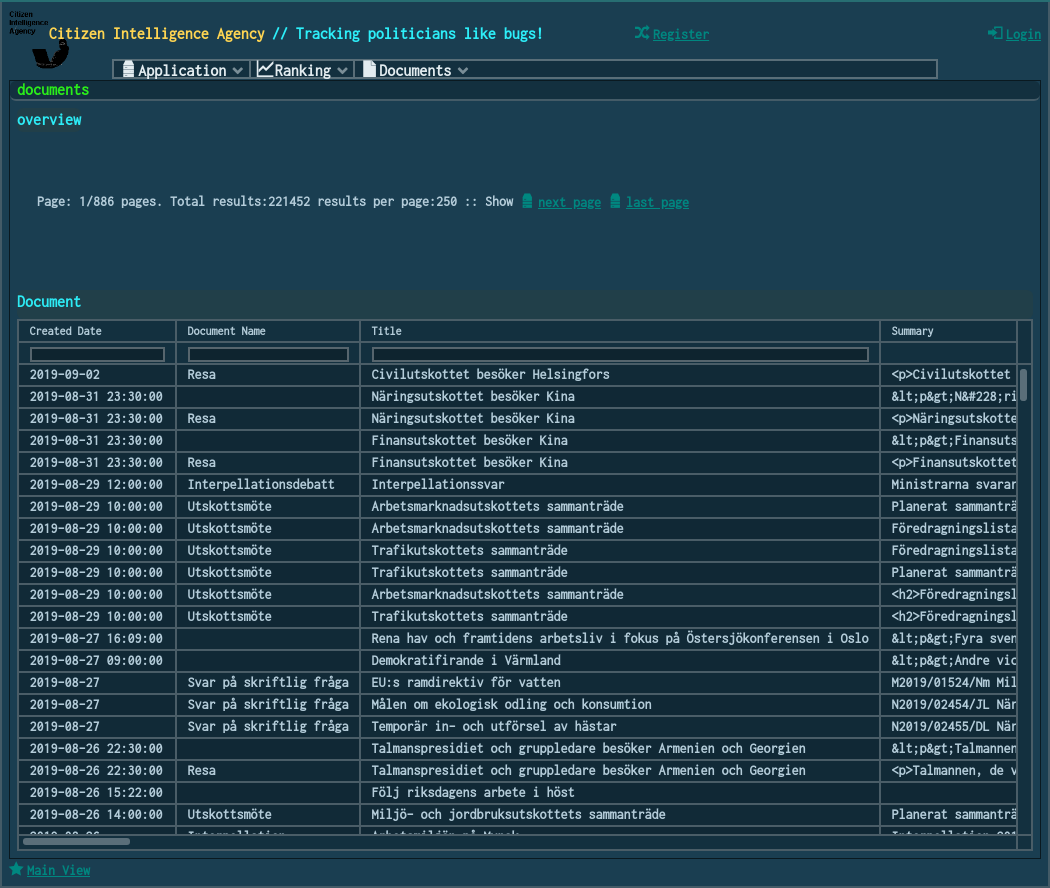 Citizen
Intelligence
Agency
Citizen Intelligence Agency // Tracking politicians like bugs!
Register
Login
Application Ranking Documents
documents
overview
Page: 1/886 pages. Total results:221452 results per page:250 :: Show next page last page
Document
Created Date Document Name Title Summary
2019-09-02 Resa Civilutskottet besöker Helsingfors <p>Civilutskottet
2019-08-31 23:30:00 Näringsutskottet besöker Kina &lt;p&gt;N&#228;ri
2019-08-31 23:30:00 Resa Näringsutskottet besöker Kina <p>Näringsutskotte
2019-08-31 23:30:00 Finansutskottet besöker Kina &lt;p&gt;Finansuts
2019-08-31 23:30:00 Resa Finansutskottet besöker Kina <p>Finansutskottet
2019-08-29 12:00:00 Interpellationsdebatt Interpellationssvar Ministrarna svarar
2019-08-29 10:00:00 Utskottsmöte Arbetsmarknadsutskottets sammanträde Planerat sammanträ
2019-08-29 10:00:00 Utskottsmöte Arbetsmarknadsutskottets sammanträde Föredragningslista
2019-08-29 10:00:00 Utskottsmöte Trafikutskottets sammanträde Föredragningslista
2019-08-29 10:00:00 Utskottsmöte Trafikutskottets sammanträde Planerat sammanträ
2019-08-29 10:00:00 Utskottsmöte Arbetsmarknadsutskottets sammanträde <h2>Föredragningsl
2019-08-29 10:00:00 Utskottsmöte Trafikutskottets sammanträde <h2>Föredragningsl
2019-08-27 16:09:00 Rena hav och framtidens arbetsliv i fokus på Östersjökonferensen i Oslo &lt;p&gt;Fyra sven
2019-08-27 09:00:00 Demokratifirande i Värmland &lt;p&gt;Andre vic
2019-08-27 Svar på skriftlig fråga EU:s ramdirektiv för vatten M2019/01524/Nm Mil
2019-08-27 Svar på skriftlig fråga Målen om ekologisk odling och konsumtion N2019/02454/JL När
2019-08-27 Svar på skriftlig fråga Temporär in- och utförsel av hästar N2019/02455/DL När
2019-08-26 22:30:00 Talmanspresidiet och gruppledare besöker Armenien och Georgien &lt;p&gt;Talmannen
2019-08-26 22:30:00 Resa Talmanspresidiet och gruppledare besöker Armenien och Georgien <p>Talmannen, de v
2019-08-26 15:22:00 Följ riksdagens arbete i höst
2019-08-26 14:00:00 Utskottsmöte Miljö- och jordbruksutskottets sammanträde Planerat sammanträ
2019-08-26 Interpellation
Main View